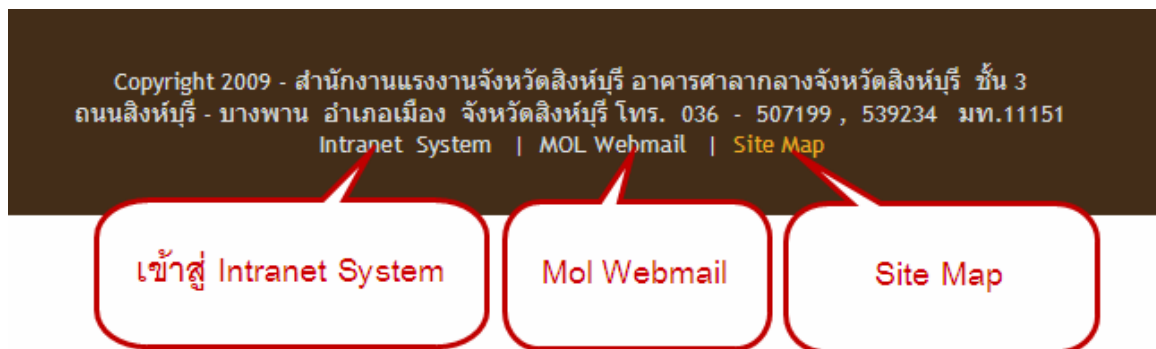 Copyright 2009 - สำนักงานแรงงานจังหวัดสิงห์บุรี อาคารศาลากลางจังหวัดสิงห์บุรี ชั้น 3
ถนนสิงห์บุรี - บางพาน อำเภอเมือง จังหวัดสิงห์บุรี โทร. 036 - 507199 , 539234 มท.11151
Intranet System | MOL Webmail | Site Map
เข้าสู่ Intranet System
Mol Webmail
Site Map